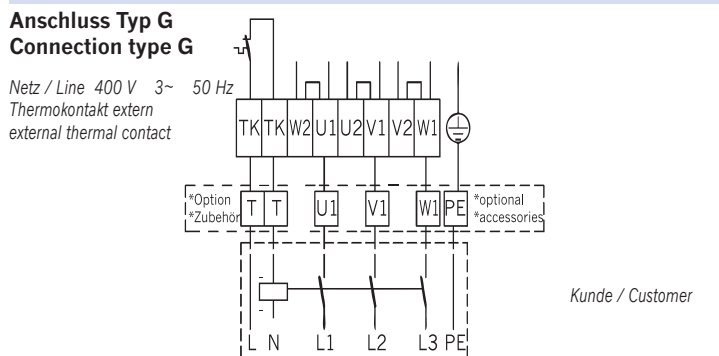 Anschluss Typ G
Connection type G
Netz / Line 400 V 3~ 50 Hz
Thermokontakt extern
external thermal contact
TK TK W2 U1 U2 V1 V2 W1
*Option
*Zubehör
T T U1 V1 W1 PE
*optional
*accessories
Kunde / Customer
L N L1 L2 L3 PE